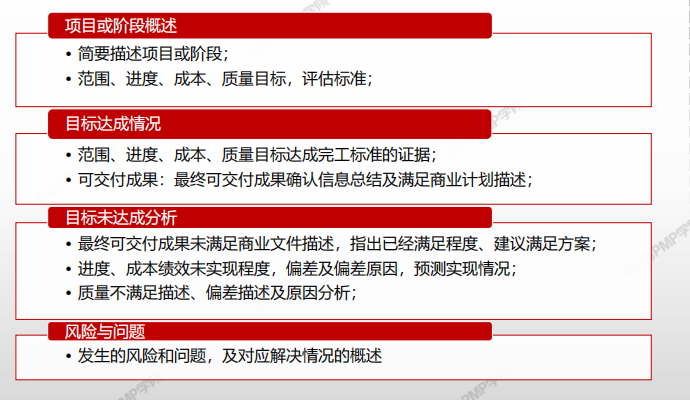 项目或阶段概述
• 简要描述项目或阶段；
• 范围、进度、成本、质量目标，评估标准；
目标达成情况
• 范围、进度、成本、质量目标达成完工标准的证据；
• 可交付成果：最终可交付成果确认信息总结及满足商业计划描述；
目标未达成分析
• 最终可交付成果未满足商业文件描述，指出已经满足程度、建议满足方案；
• 进度、成本绩效未实现程度，偏差及偏差原因，预测实现情况；
• 质量不满足描述、偏差描述及原因分析；
风险与问题
• 发生的风险和问题，及对应解决情况的概述